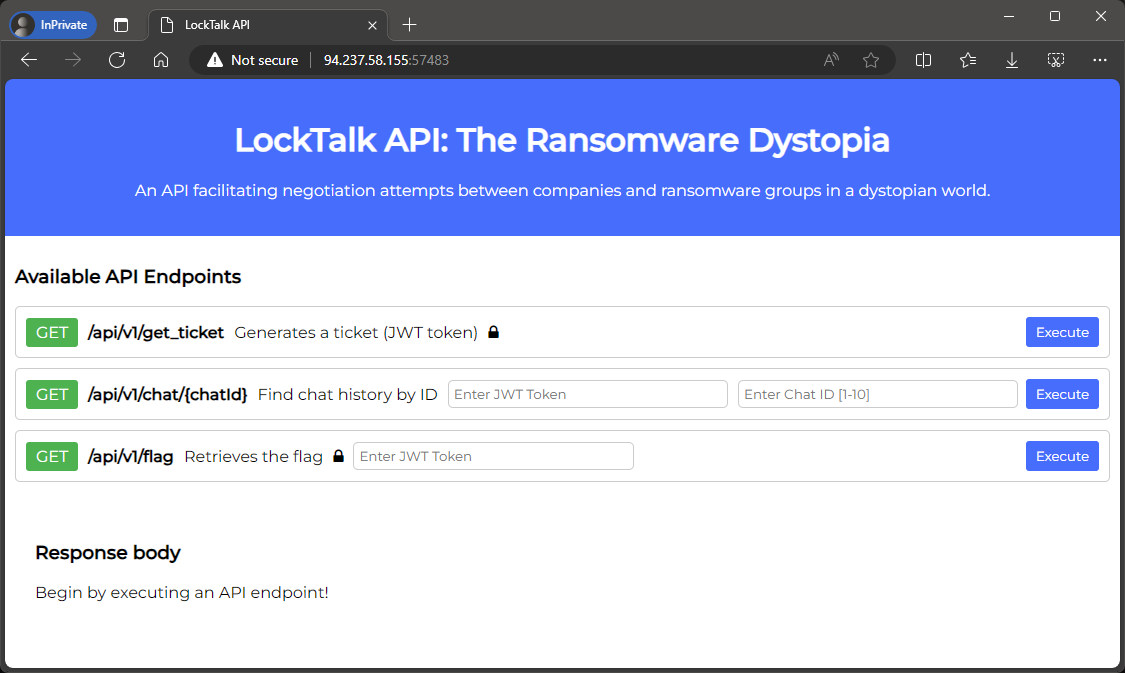 InPrivate
LockTalk API
Not secure
94.237.58.155:57483
LockTalk API: The Ransomware Dystopia
An API facilitating negotiation attempts between companies and ransomware groups in a dystopian world.
Available API Endpoints
GET /api/v1/get_ticket Generates a ticket (JWT token) Execute
GET /api/v1/chat/{chatId} Find chat history by ID Enter JWT Token Enter Chat ID [1-10] Execute
GET /api/v1/flag Retrieves the flag Enter JWT Token Execute
Response body
Begin by executing an API endpoint!